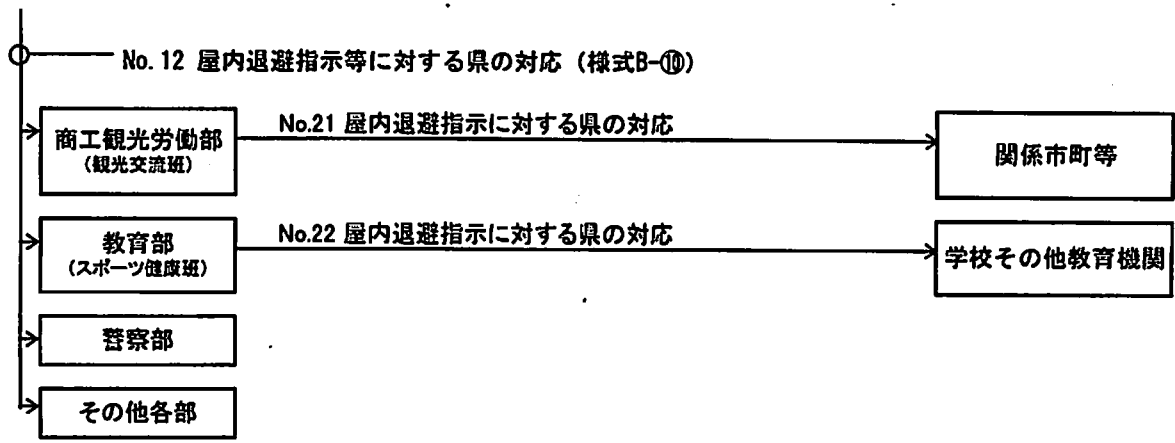 No.12 屋内退避指示等に対する県の対応（様式B-⑩）
商工観光労働部
（観光交流班）
No.21 屋内退避指示に対する県の対応
関係市町等
教育部
（スポーツ健康班）
No.22 屋内退避指示に対する県の対応
学校その他教育機関
警察部
その他各部